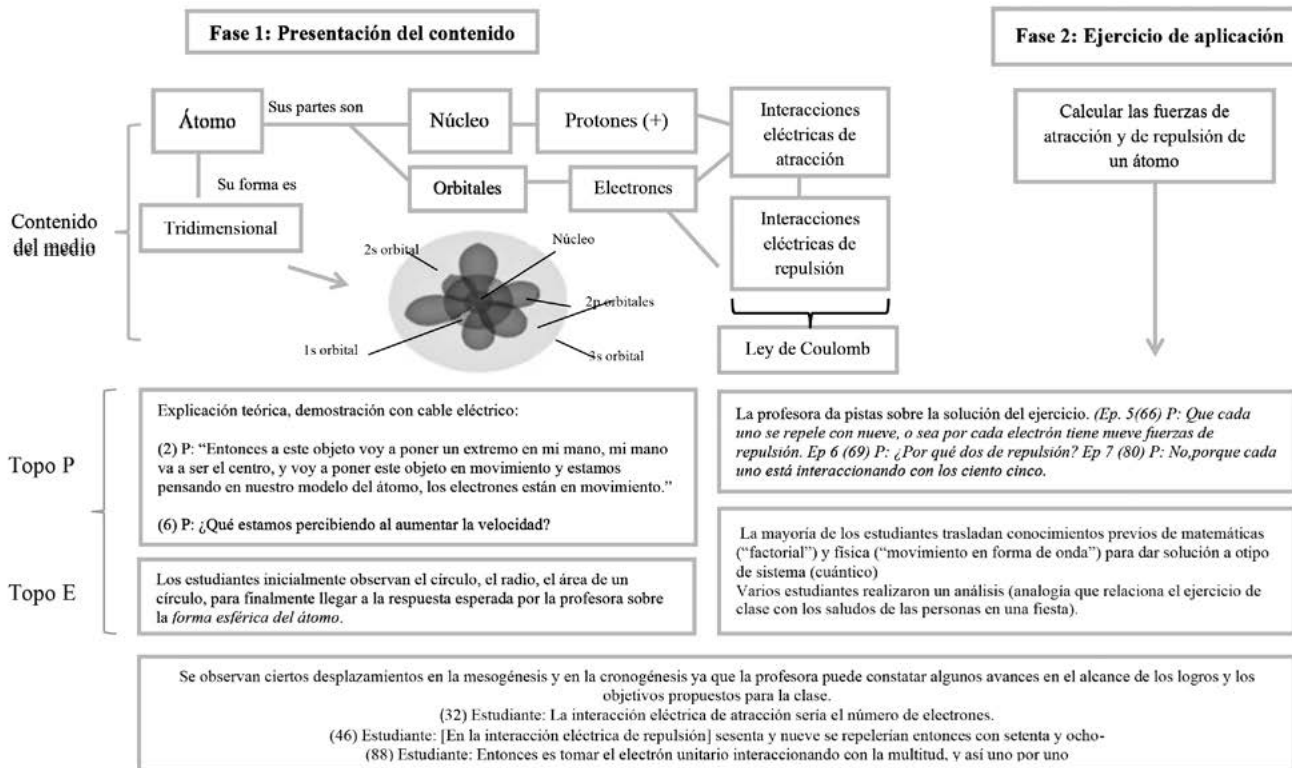 Fase 1: Presentación del contenido
Fase 2: Ejercicio de aplicación
Contenido
del medio
Átomo
Sus partes son
Núcleo
Protones (+)
Interacciones
eléctricas de
atracción
Orbitales
Electrones
Su forma es
Tridimensional
Interacciones
eléctricas de
repulsión
2s orbital
Núcleo
2p orbitales
1s orbital
3s orbital
Ley de Coulomb
Calcular las fuerzas de
atracción y de repulsión de
un átomo
Topo P
Explicación teórica, demostración con cable eléctrico:
(2) P: “Entonces a este objeto voy a poner un extremo en mi mano, mi mano
va a ser el centro, y voy a poner este objeto en movimiento y estamos
pensando en nuestro modelo del átomo, los electrones están en movimiento.”
(6) P: ¿Qué estamos percibiendo al aumentar la velocidad?
La profesora da pistas sobre la solución del ejercicio. (Ep. 5(66) P: Que cada
uno se repele con nueve, o sea por cada electrón tiene nueve fuerzas de
repulsión. Ep 6 (69) P: ¿Por qué dos de repulsión? Ep 7 (80) P: No,porque cada
uno está interaccionando con los ciento cinco.
Topo E
Los estudiantes inicialmente observan el círculo, el radio, el área de un
círculo, para finalmente llegar a la respuesta esperada por la profesora sobre
la forma esférica del átomo.
La mayoría de los estudiantes trasladan conocimientos previos de matemáticas
(“factorial”) y física (“movimiento en forma de onda”) para dar solución a otipo
de sistema (cuántico)
Varios estudiantes realizaron un análisis (analogía que relaciona el ejercicio de
clase con los saludos de las personas en una fiesta).
Se observan ciertos desplazamientos en la mesogénesis y en la cronogénesis ya que la profesora puede constatar algunos avances en el alcance de los logros y los
objetivos propuestos para la clase.
(32) Estudiante: La interacción eléctrica de atracción sería el número de electrones.
(46) Estudiante: [En la interacción eléctrica de repulsión] sesenta y nueve se repelerían entonces con setenta y ocho-
(88) Estudiante: Entonces es tomar el electrón unitario interaccionando con la multitud, y así uno por uno